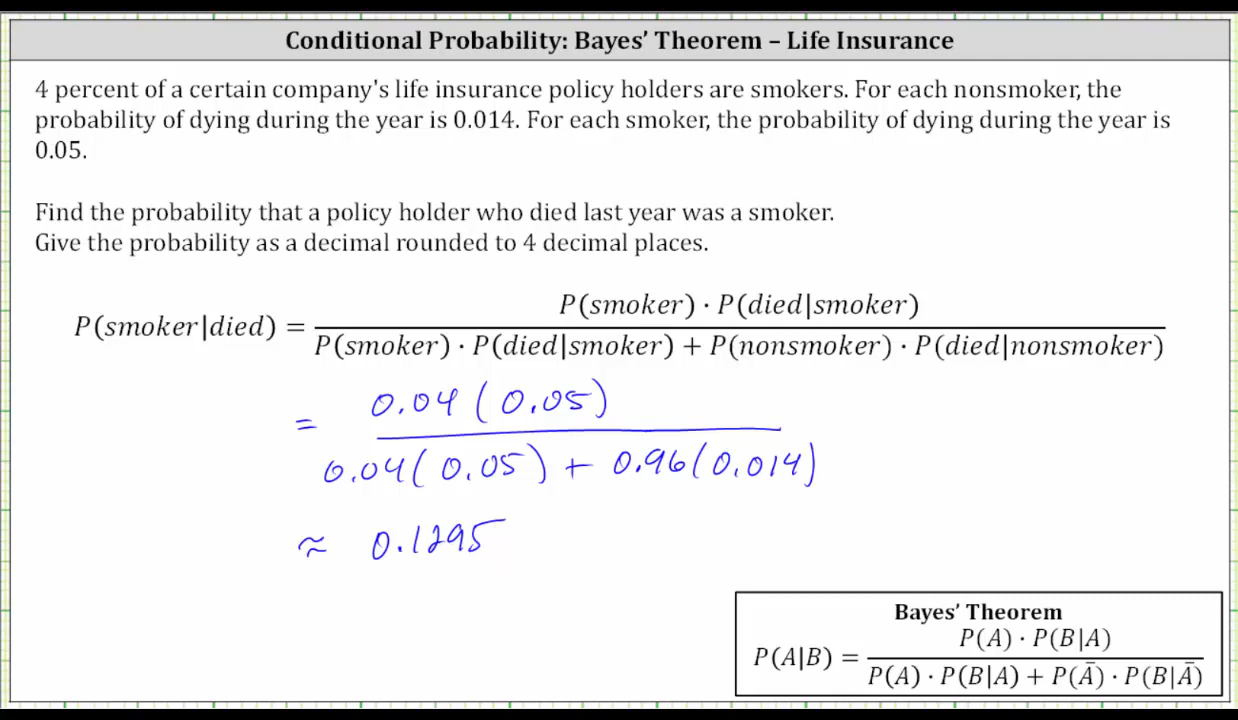 Conditional Probability: Bayes’ Theorem – Life Insurance
4 percent of a certain company's life insurance policy holders are smokers. For each nonsmoker, the
probability of dying during the year is 0.014. For each smoker, the probability of dying during the year is
0.05.
Find the probability that a policy holder who died last year was a smoker.
Give the probability as a decimal rounded to 4 decimal places.
P(smoker) · P(died|smoker)
P(smoker|died) =
P(smoker) · P(died|smoker) + P(nonsmoker) · P(died|nonsmoker)
0.04 (0.05)
=
0.04(0.05) + 0.96(0.014)
≈ 0.1295
Bayes’ Theorem
P(A) · P(B|A)
P(A|B) =
P(A) · P(B|A) + P(Ā) · P(B|Ā)